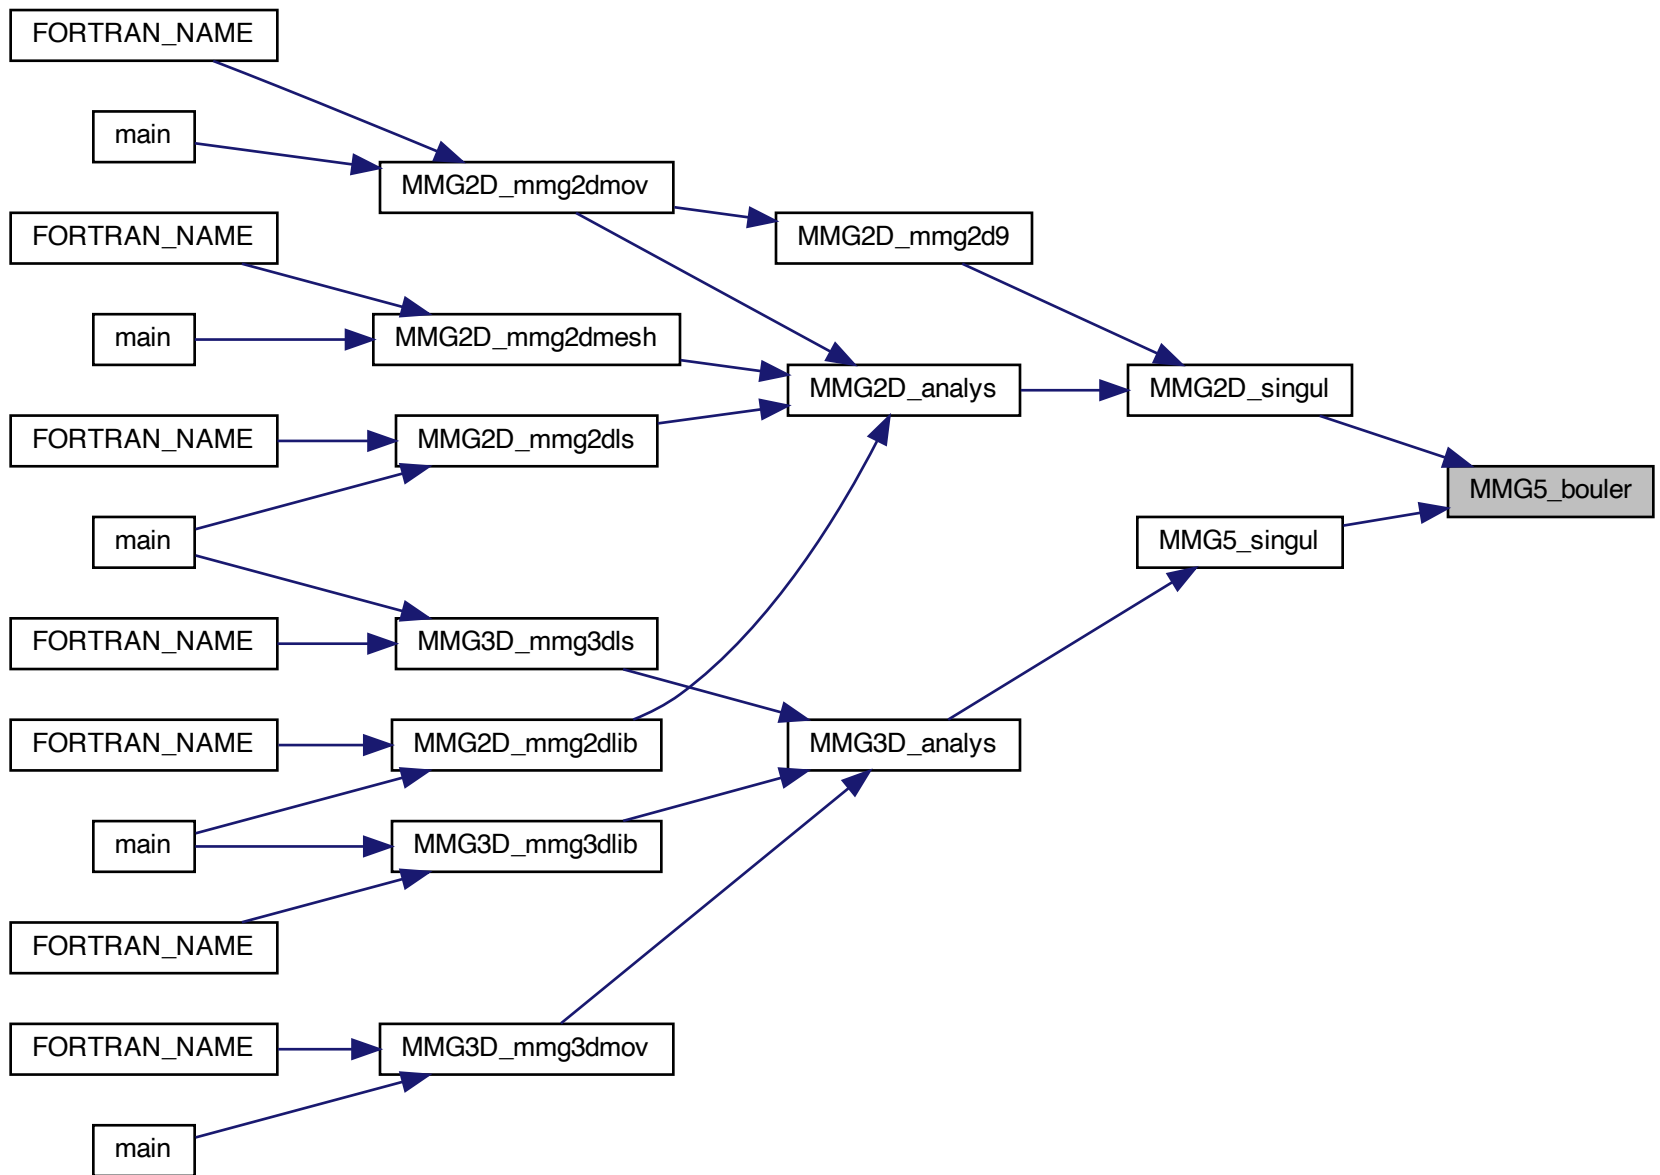 FORTRAN_NAME
main
MMG2D_mmg2dmov
FORTRAN_NAME
MMG2D_mmg2d9
main
MMG2D_mmg2dmesh
MMG2D_analys
MMG2D_singul
FORTRAN_NAME
MMG2D_mmg2dls
MMG5_bouler
main
MMG5_singul
FORTRAN_NAME
MMG3D_mmg3dls
FORTRAN_NAME
MMG2D_mmg2dlib
MMG3D_analys
main
MMG3D_mmg3dlib
FORTRAN_NAME
FORTRAN_NAME
MMG3D_mmg3dmov
main